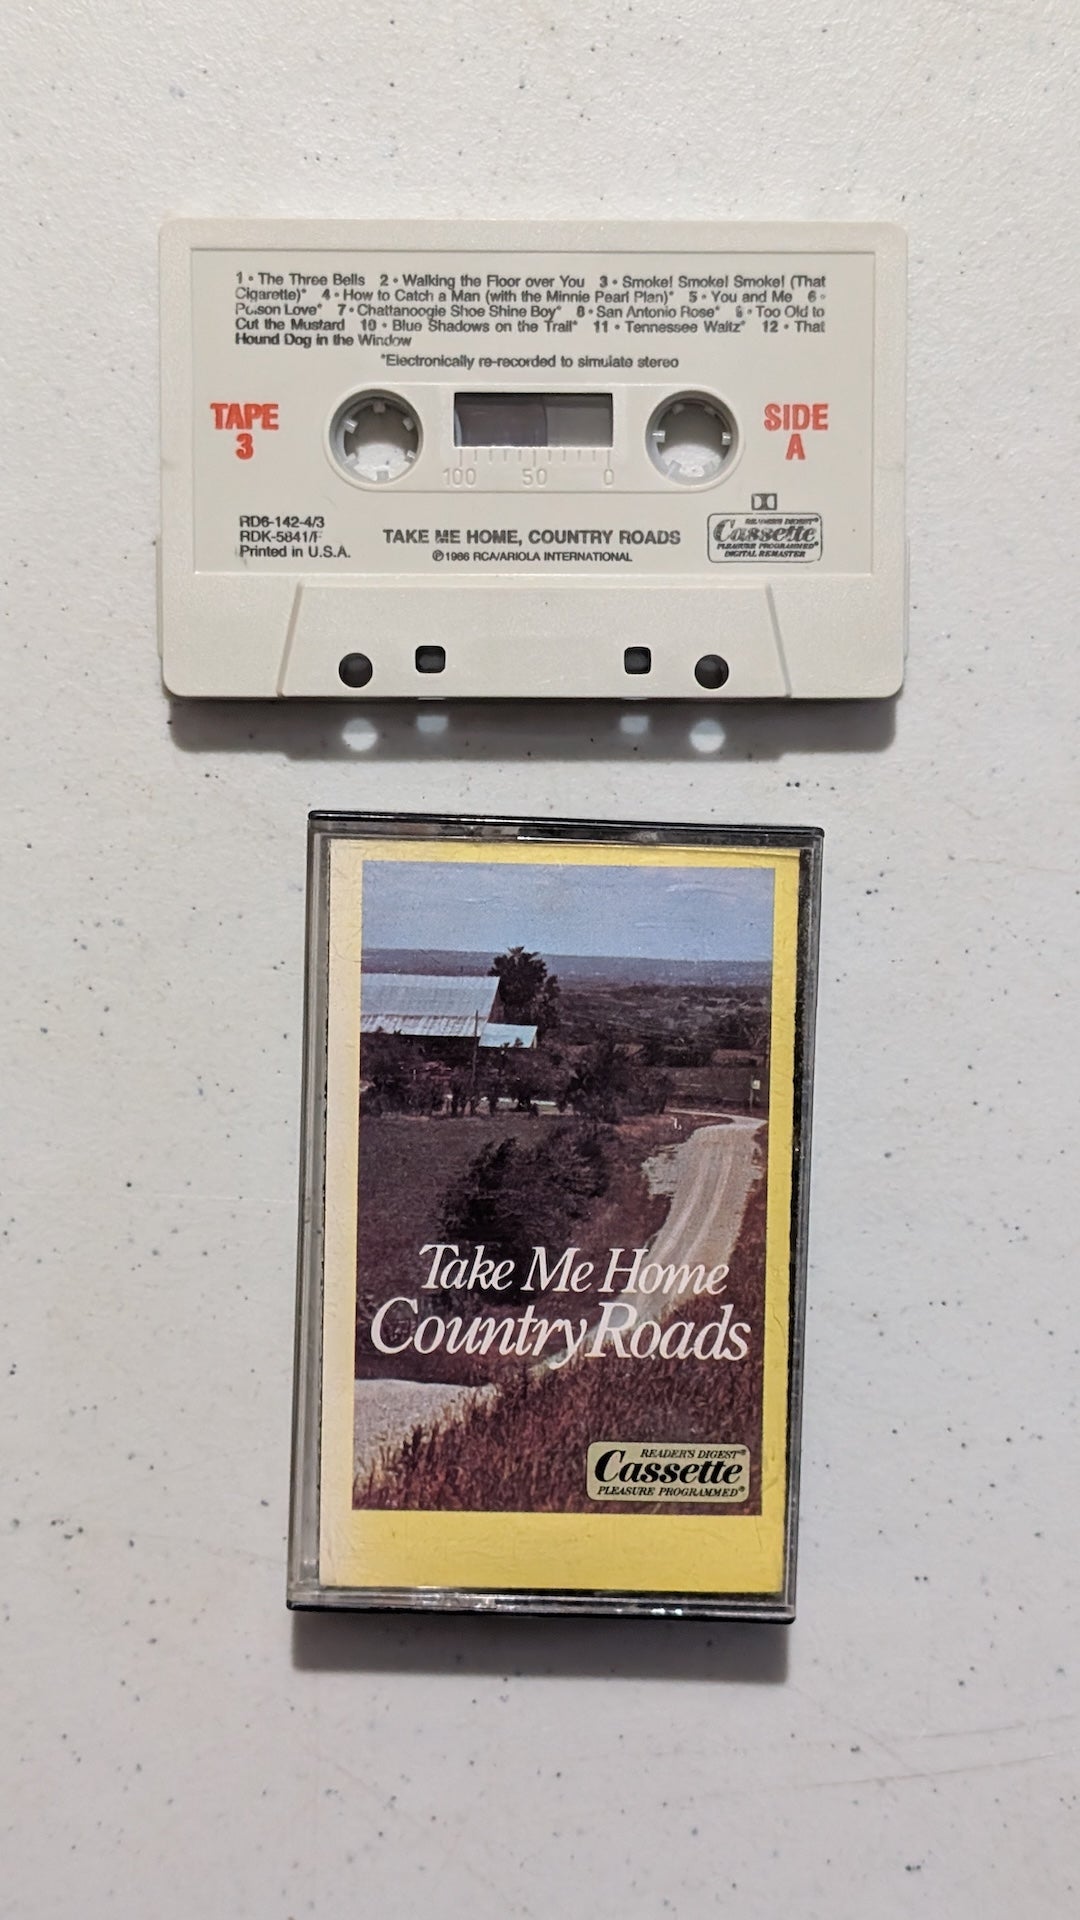 1 • The Three Bells 2 • Walking the Floor over You 3 • Smoke! Smoke! Smoke! (That
Cigarette)* 4 • How to Catch a Man (with the Minnie Pearl Plan)* 5 • You and Me 6 •
Poison Love* 7 • Chattanoogie Shoe Shine Boy* 8 • San Antonio Rose* 9 • Too Old to
Cut the Mustard 10 • Blue Shadows on the Trail* 11 • Tennessee Waltz* 12 • That
Hound Dog in the Window
*Electronically re-recorded to simulate stereo
TAPE
3
SIDE
A
100 50 0
RD6-142-4/3
RDK-5841/F
Printed in U.S.A.
TAKE ME HOME, COUNTRY ROADS
℗1986 RCA/ARIOLA INTERNATIONAL
READER'S DIGEST®
Cassette
PLEASURE PROGRAMMED®
DIGITAL REMASTER
Take Me Home
Country Roads
READER'S DIGEST®
Cassette
PLEASURE PROGRAMMED®